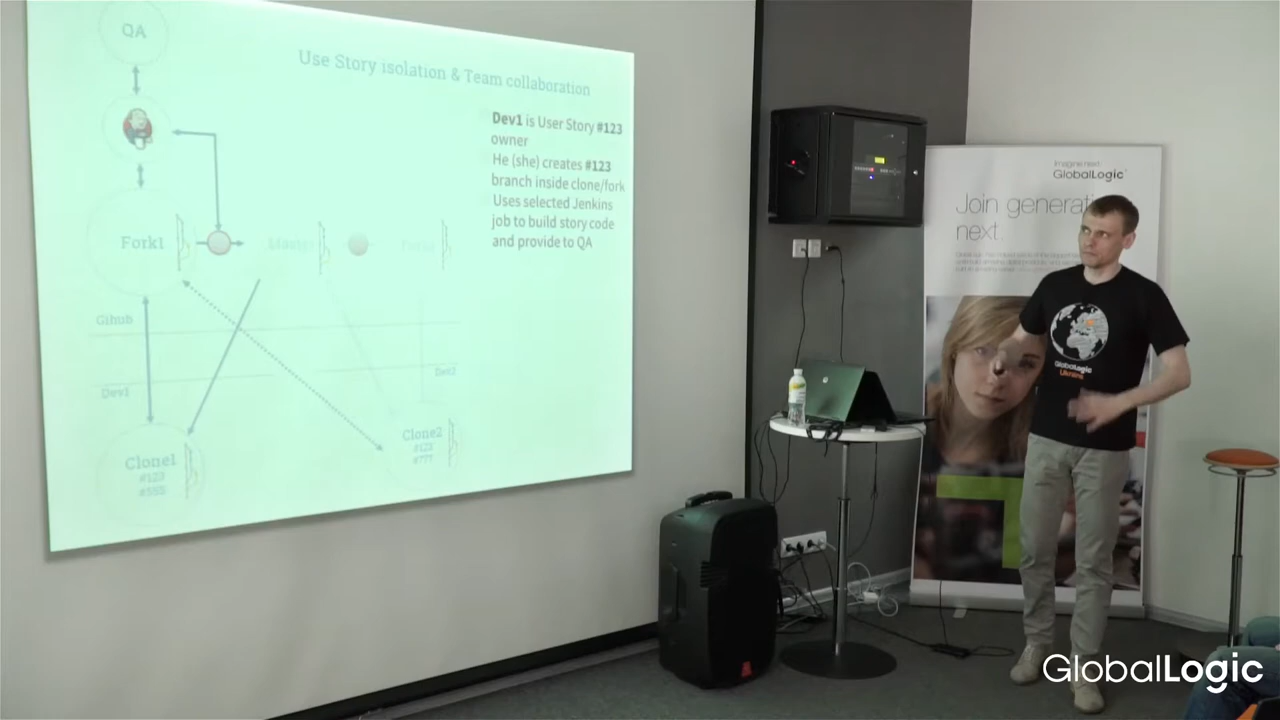 QA
Use Story isolation & Team collaboration
Dev1 is User Story #123
owner
He (she) creates #123
branch inside clone/fork
Uses selected Jenkins
job to build story code
and provide to QA
Fork1
Master
Gihub
Dev1
Dev2
Clone1
#123
#555
Clone2
#123
#777
Imagine next.
GlobalLogic
Join generati
next.
GlobalLogic
Ukraine
GlobalLogic